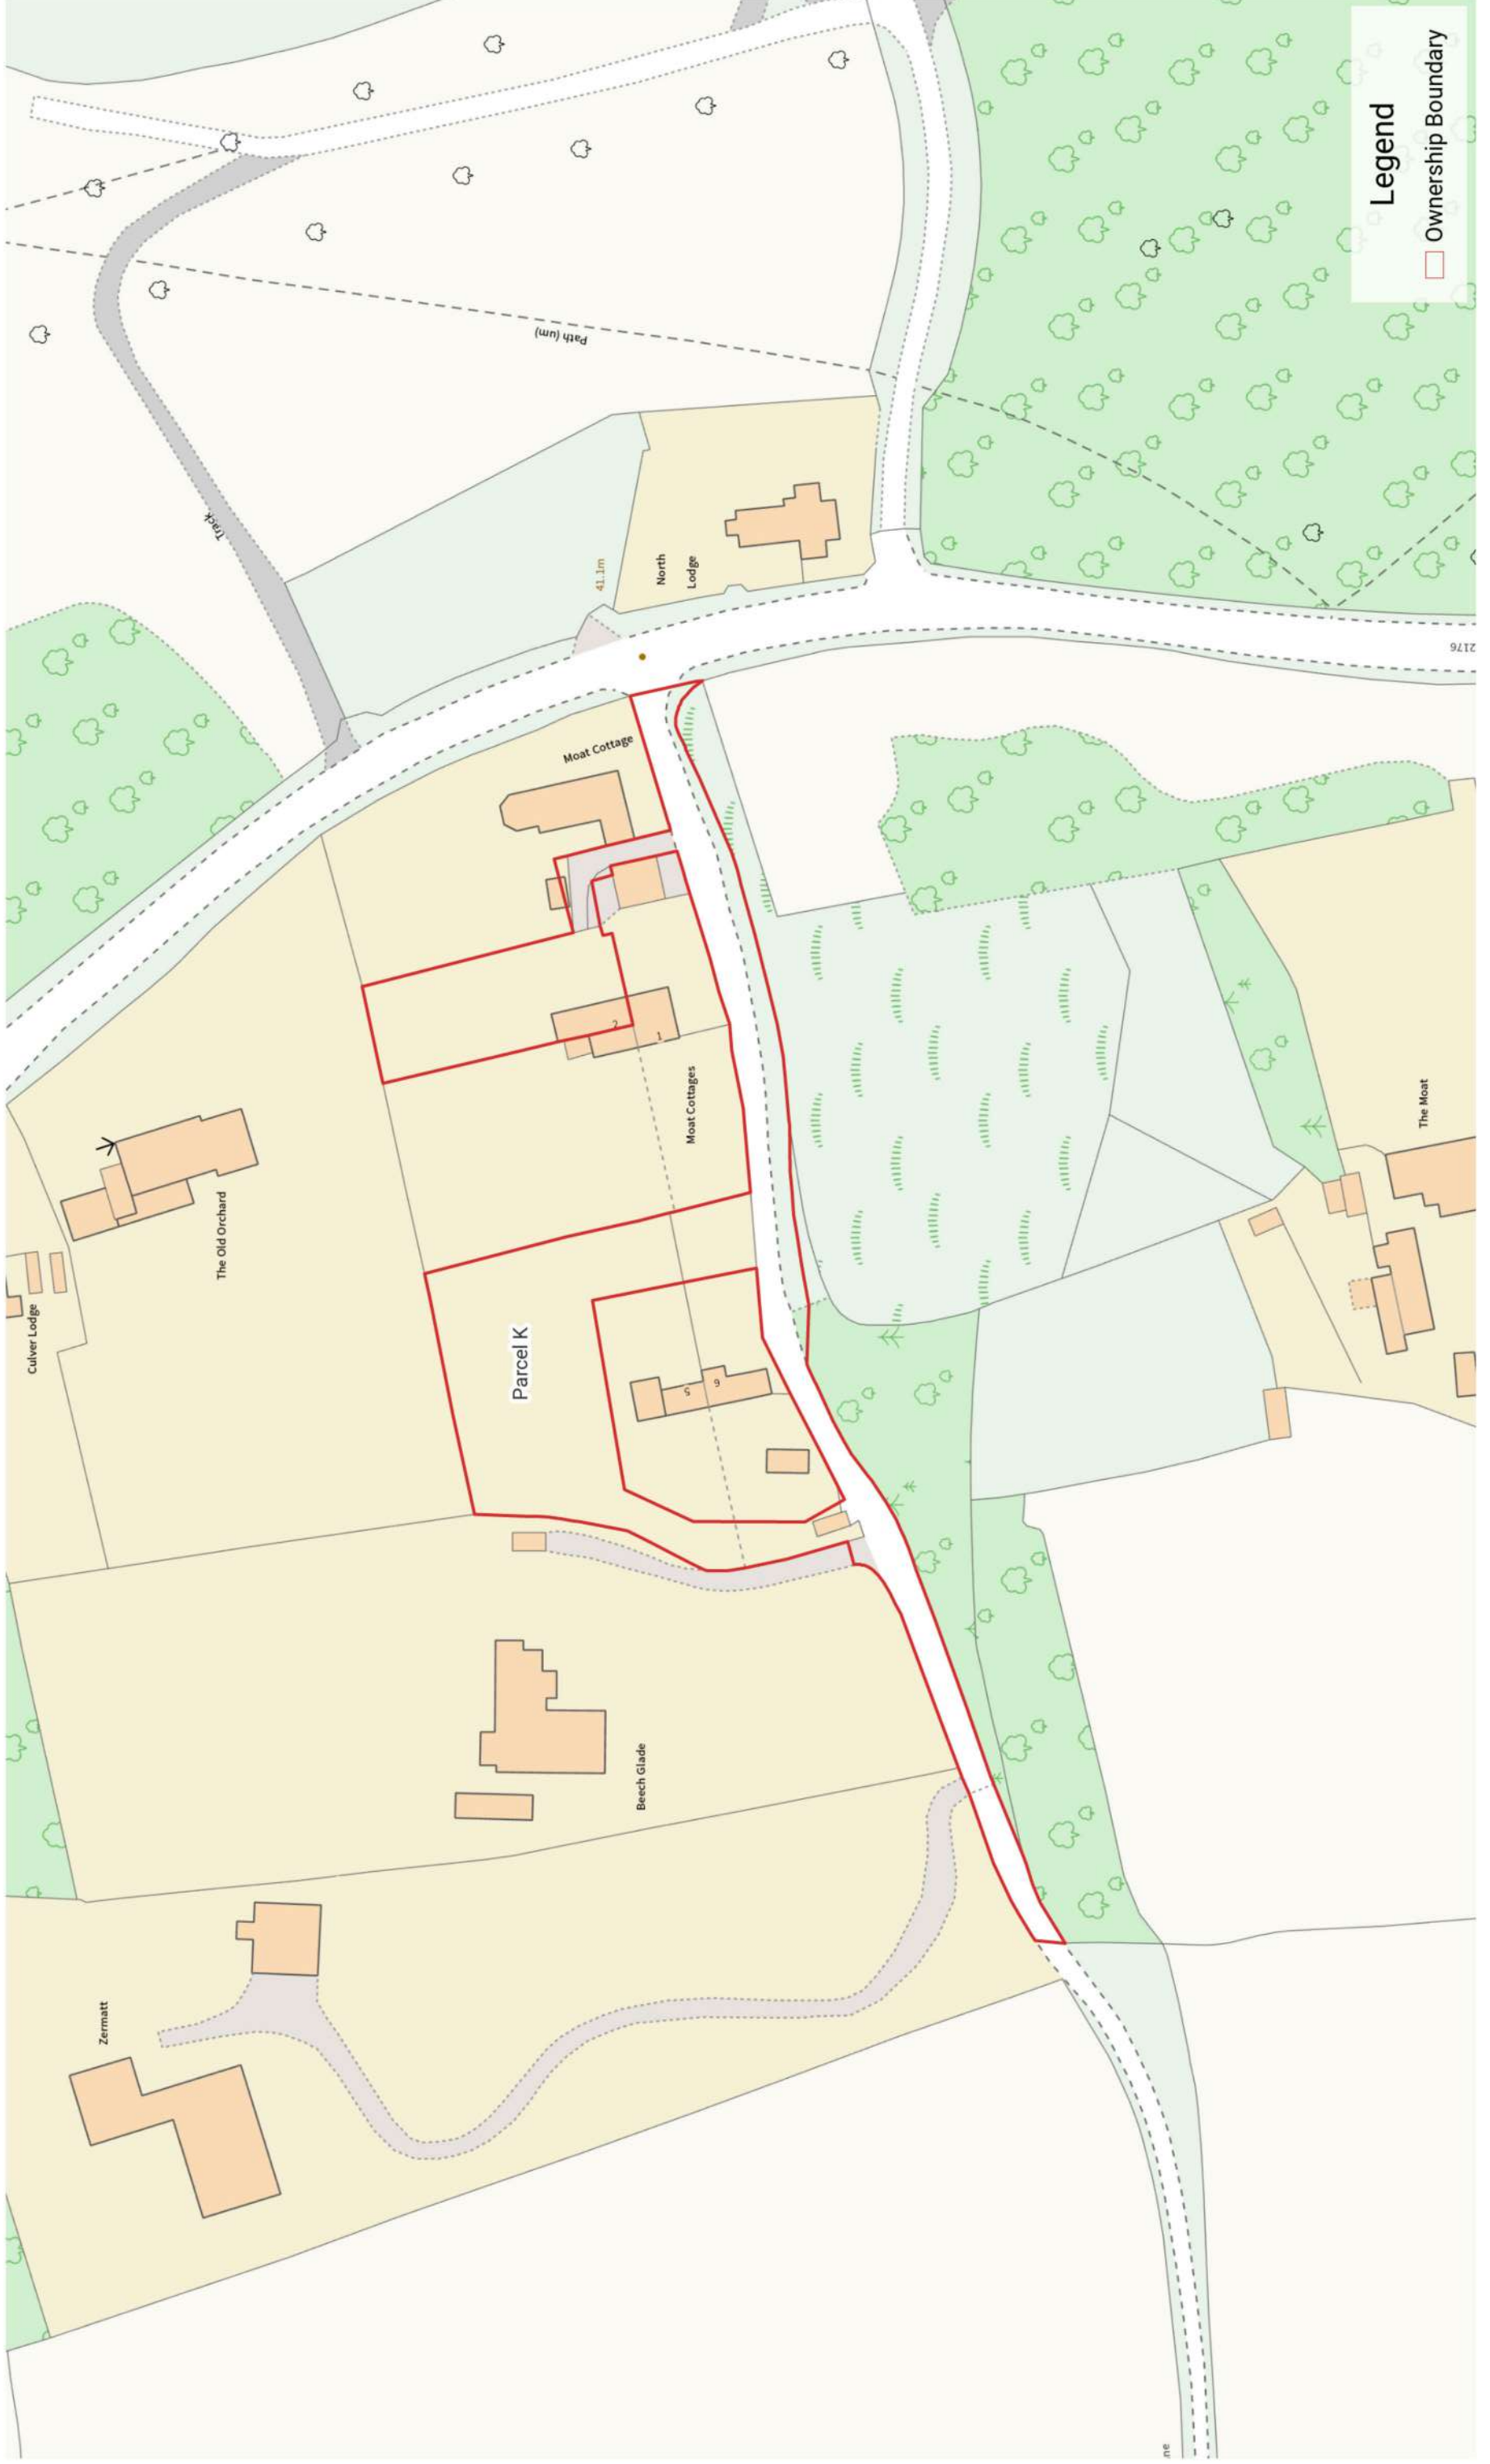 Legend
Ownership Boundary
Path (um)
Track
41.1m
North
Lodge
2176
Moat Cottage
2
1
Moat Cottages
The Old Orchard
Culver Lodge
The Moat
Parcel K
5
6
Beech Glade
Zermatt
ne